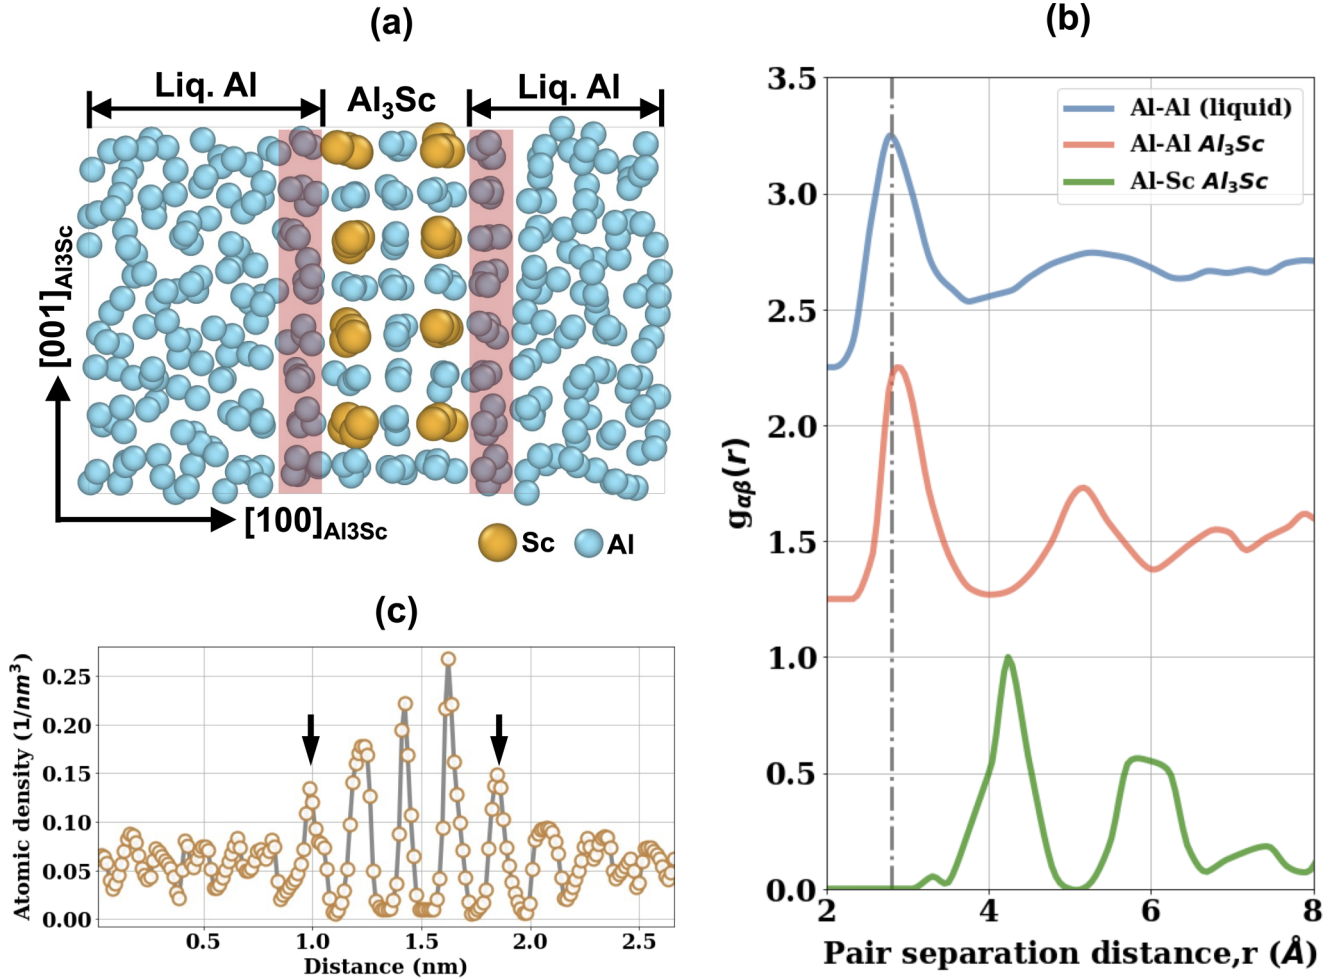 (a)
Liq. Al
Al₃Sc
Liq. Al
[001]Al3Sc
[100]Al3Sc
Sc
Al
(b)
3.5
3.0
2.5
2.0
1.5
1.0
0.5
0.0
gαβ(r)
Al-Al (liquid)
Al-Al Al₃Sc
Al-Sc Al₃Sc
2 4 6 8
Pair separation distance,r (Å)
(c)
0.25
0.20
0.15
0.10
0.05
0.00
Atomic density (1/nm³)
0.5 1.0 1.5 2.0 2.5
Distance (nm)